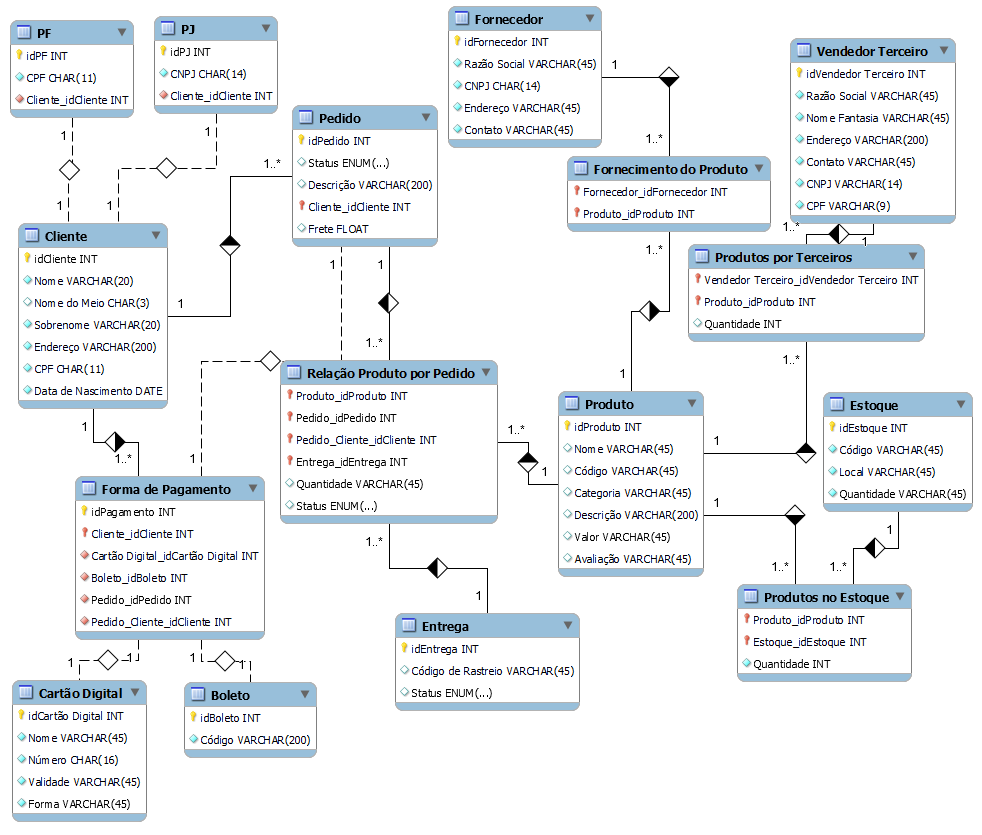 PF
idPF INT
CPF CHAR(11)
Cliente_idCliente INT
PJ
idPJ INT
CNPJ CHAR(14)
Cliente_idCliente INT
Fornecedor
idFornecedor INT
Razão Social VARCHAR(45)
CNPJ CHAR(14)
Endereço VARCHAR(45)
Contato VARCHAR(45)
Vendedor Terceiro
idVendedor Terceiro INT
Razão Social VARCHAR(45)
Nome Fantasia VARCHAR(45)
Endereço VARCHAR(200)
Contato VARCHAR(45)
CNPJ VARCHAR(14)
CPF VARCHAR(9)
Pedido
idPedido INT
Status ENUM(...)
Descrição VARCHAR(200)
Cliente_idCliente INT
Frete FLOAT
Fornecimento do Produto
Fornecedor_idFornecedor INT
Produto_idProduto INT
Cliente
idCliente INT
Nome VARCHAR(20)
Nome do Meio CHAR(3)
Sobrenome VARCHAR(20)
Endereço VARCHAR(200)
CPF CHAR(11)
Data de Nascimento DATE
Produtos por Terceiros
Vendedor Terceiro_idVendedor Terceiro INT
Produto_idProduto INT
Quantidade INT
Relação Produto por Pedido
Produto_idProduto INT
Pedido_idPedido INT
Pedido_Cliente_idCliente INT
Entrega_idEntrega INT
Quantidade VARCHAR(45)
Status ENUM(...)
Produto
idProduto INT
Nome VARCHAR(45)
Código VARCHAR(45)
Categoria VARCHAR(45)
Descrição VARCHAR(200)
Valor VARCHAR(45)
Avaliação VARCHAR(45)
Estoque
idEstoque INT
Código VARCHAR(45)
Local VARCHAR(45)
Quantidade VARCHAR(45)
Forma de Pagamento
idPagamento INT
Cliente_idCliente INT
Cartão Digital_idCartão Digital INT
Boleto_idBoleto INT
Pedido_idPedido INT
Pedido_Cliente_idCliente INT
Produtos no Estoque
Produto_idProduto INT
Estoque_idEstoque INT
Quantidade INT
Entrega
idEntrega INT
Código de Rastreio VARCHAR(45)
Status ENUM(...)
Cartão Digital
idCartão Digital INT
Nome VARCHAR(45)
Número CHAR(16)
Validade VARCHAR(45)
Forma VARCHAR(45)
Boleto
idBoleto INT
Código VARCHAR(200)
1
1
1
1
1
1..*
1
1..*
1
1..*
1
1..*
1..*
1
1..*
1
1
1..*
1..*
1
1
1..*
1
1..*
1
1..*
1..*
1
1
1
1
1
1
1